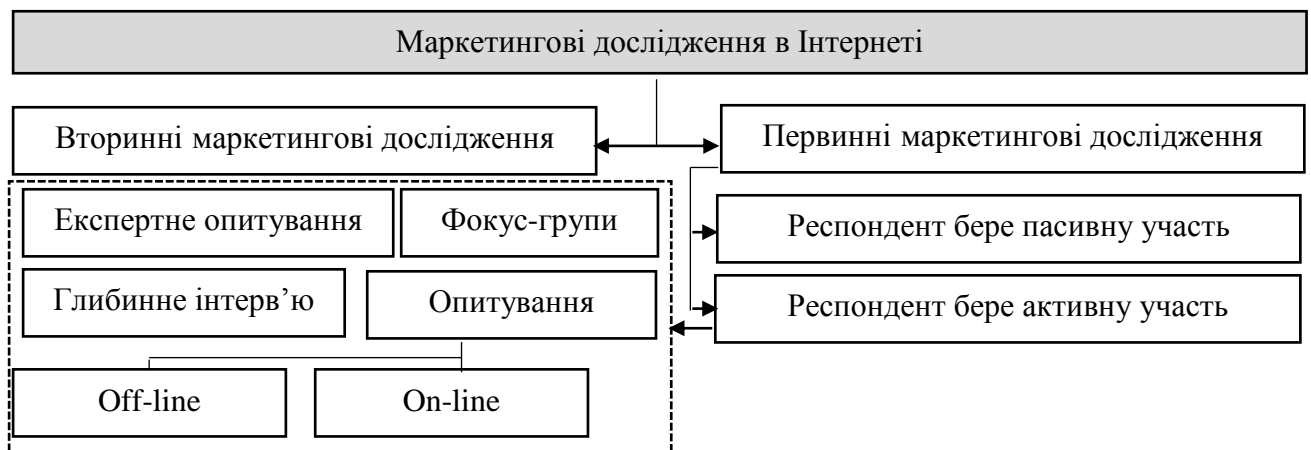 Маркетингові дослідження в Інтернеті
Вторинні маркетингові дослідження
Первинні маркетингові дослідження
Експертне опитування
Фокус-групи
Респондент бере пасивну участь
Глибинне інтерв’ю
Опитування
Респондент бере активну участь
Off-line
On-line